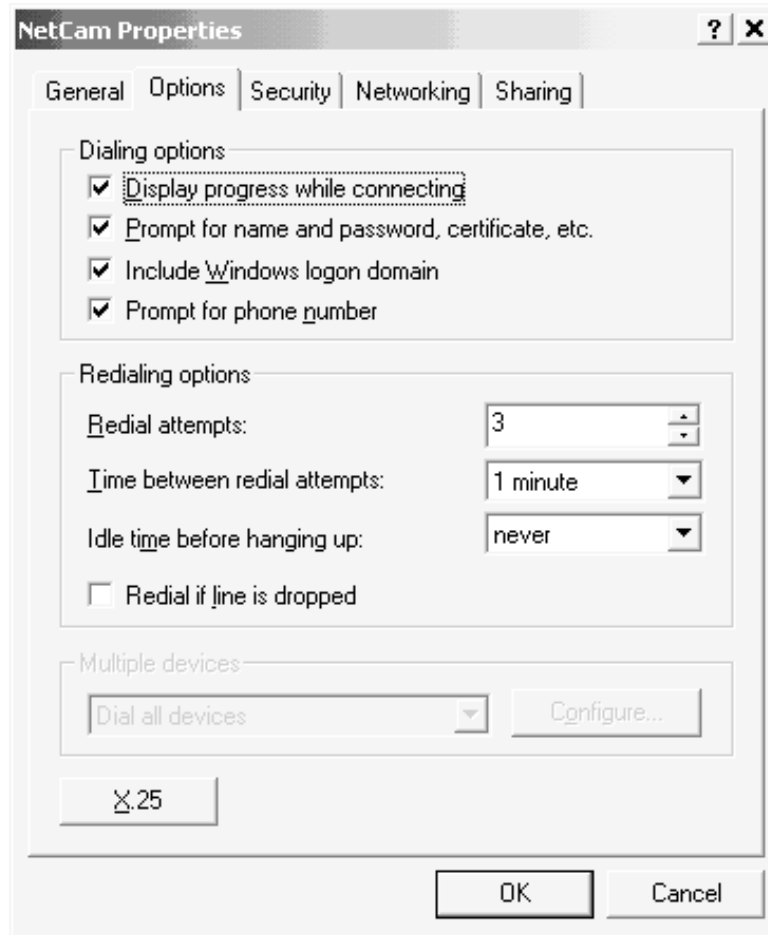 NetCam Properties
General Options Security Networking Sharing
Dialing options
Display progress while connecting
Prompt for name and password, certificate, etc.
Include Windows logon domain
Prompt for phone number
Redialing options
Redial attempts: 3
Time between redial attempts: 1 minute
Idle time before hanging up: never
Redial if line is dropped
Multiple devices
Dial all devices Configure...
X.25
OK Cancel